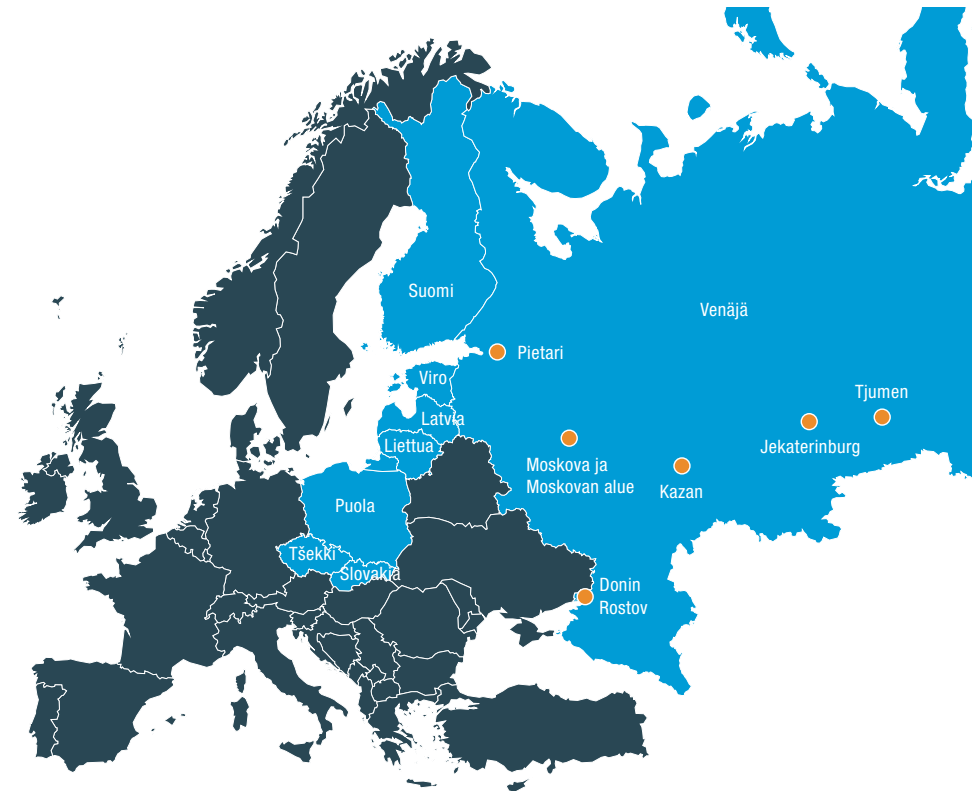 Suomi
Venäjä
Pietari
Viro
Tjumen
Latvia
Liettua
Jekaterinburg
Moskova ja
Moskovan alue
Kazan
Puola
Tšekki
Slovakia
Donin
Rostov